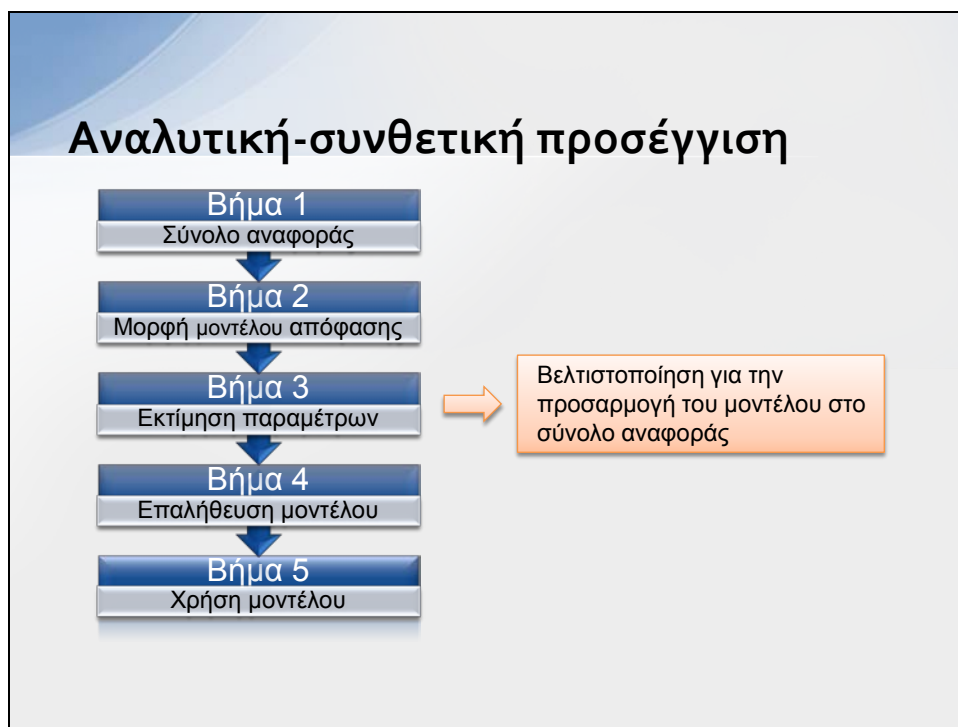 Αναλυτική-συνθετική προσέγγιση
Βήμα 1
Σύνολο αναφοράς
Βήμα 2
Μορφή μοντέλου απόφασης
Βήμα 3
Εκτίμηση παραμέτρων
Βελτιστοποίηση για την
προσαρμογή του μοντέλου στο
σύνολο αναφοράς
Βήμα 4
Επαλήθευση μοντέλου
Βήμα 5
Χρήση μοντέλου